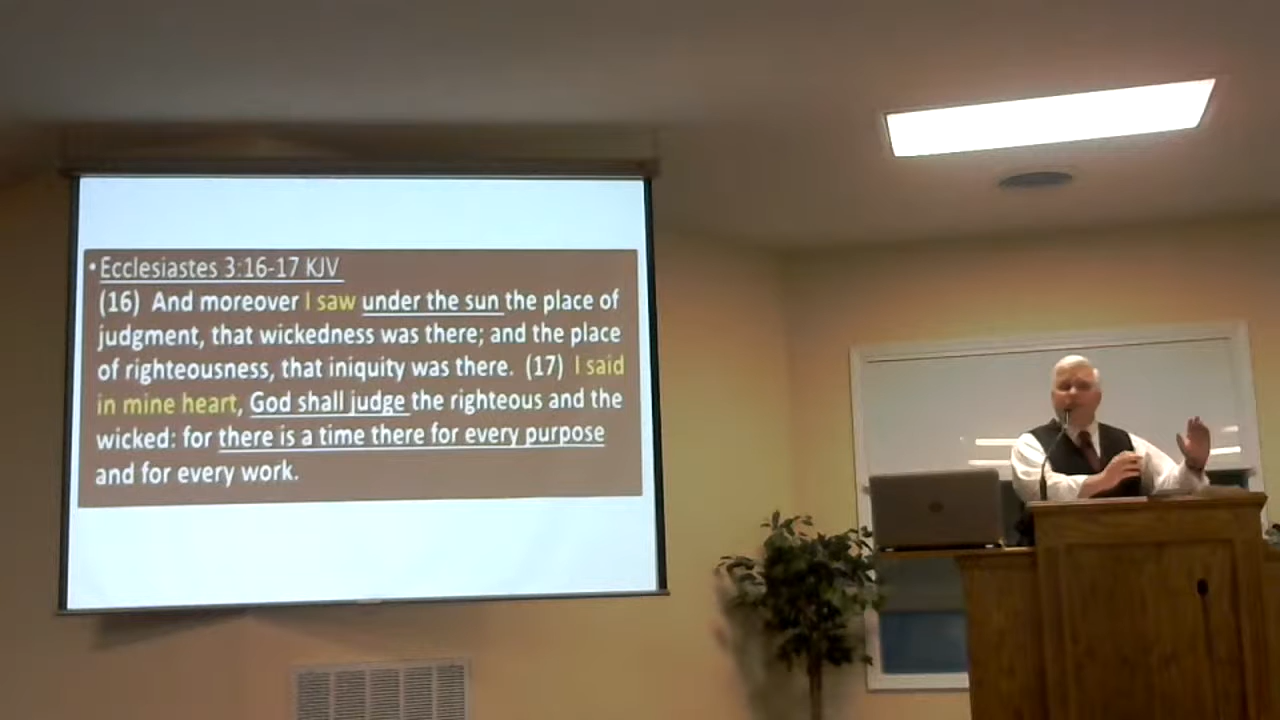 • Ecclesiastes 3:16-17 KJV
(16) And moreover I saw under the sun the place of
judgment, that wickedness was there; and the place
of righteousness, that iniquity was there. (17) I said
in mine heart, God shall judge the righteous and the
wicked: for there is a time there for every purpose
and for every work.